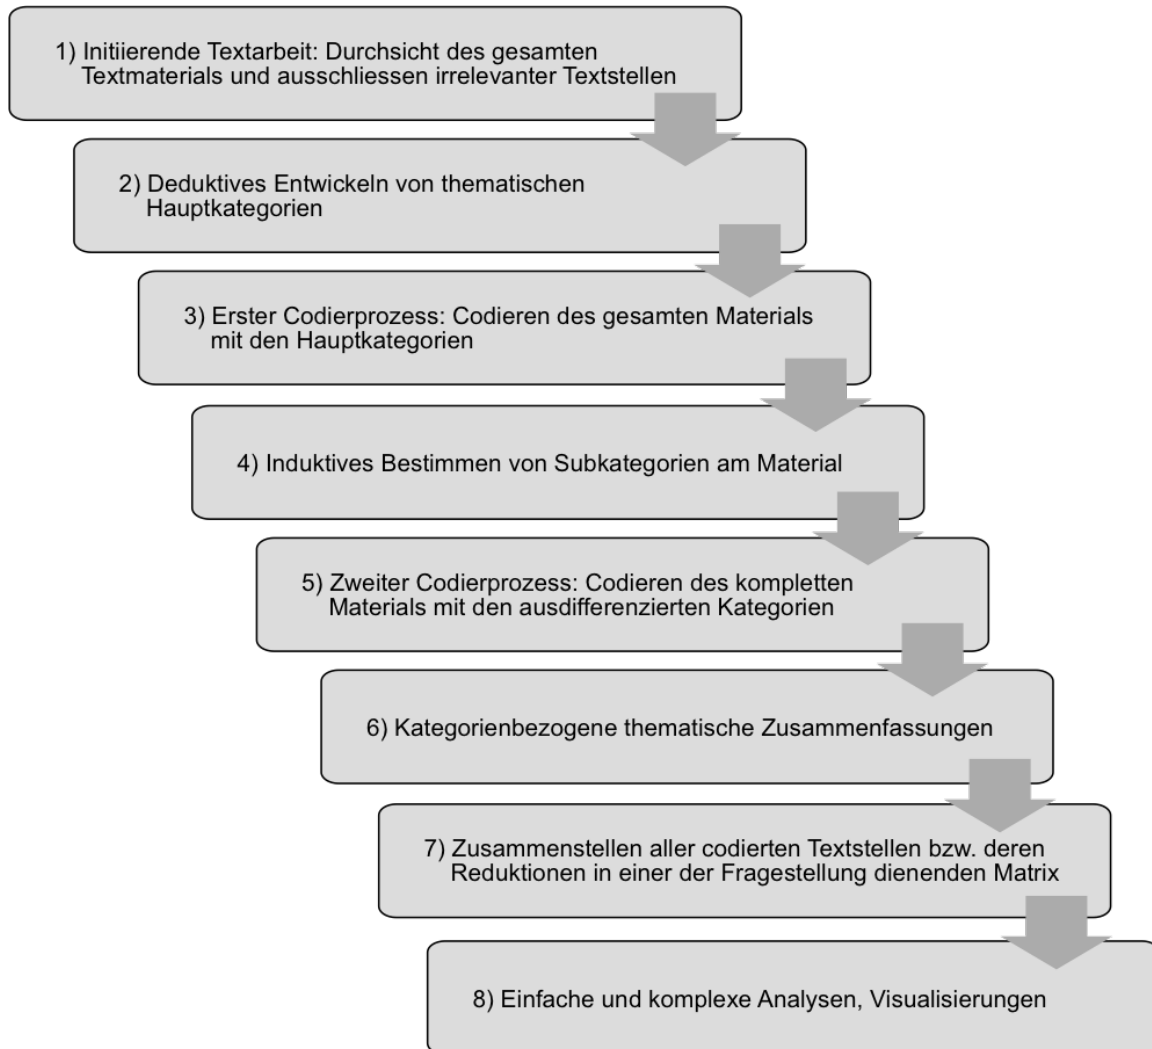 1) Initiierende Textarbeit: Durchsicht des gesamten
Textmaterials und ausschliessen irrelevanter Textstellen
2) Deduktives Entwickeln von thematischen
Hauptkategorien
3) Erster Codierprozess: Codieren des gesamten Materials
mit den Hauptkategorien
4) Induktives Bestimmen von Subkategorien am Material
5) Zweiter Codierprozess: Codieren des kompletten
Materials mit den ausdifferenzierten Kategorien
6) Kategorienbezogene thematische Zusammenfassungen
7) Zusammenstellen aller codierten Textstellen bzw. deren
Reduktionen in einer der Fragestellung dienenden Matrix
8) Einfache und komplexe Analysen, Visualisierungen